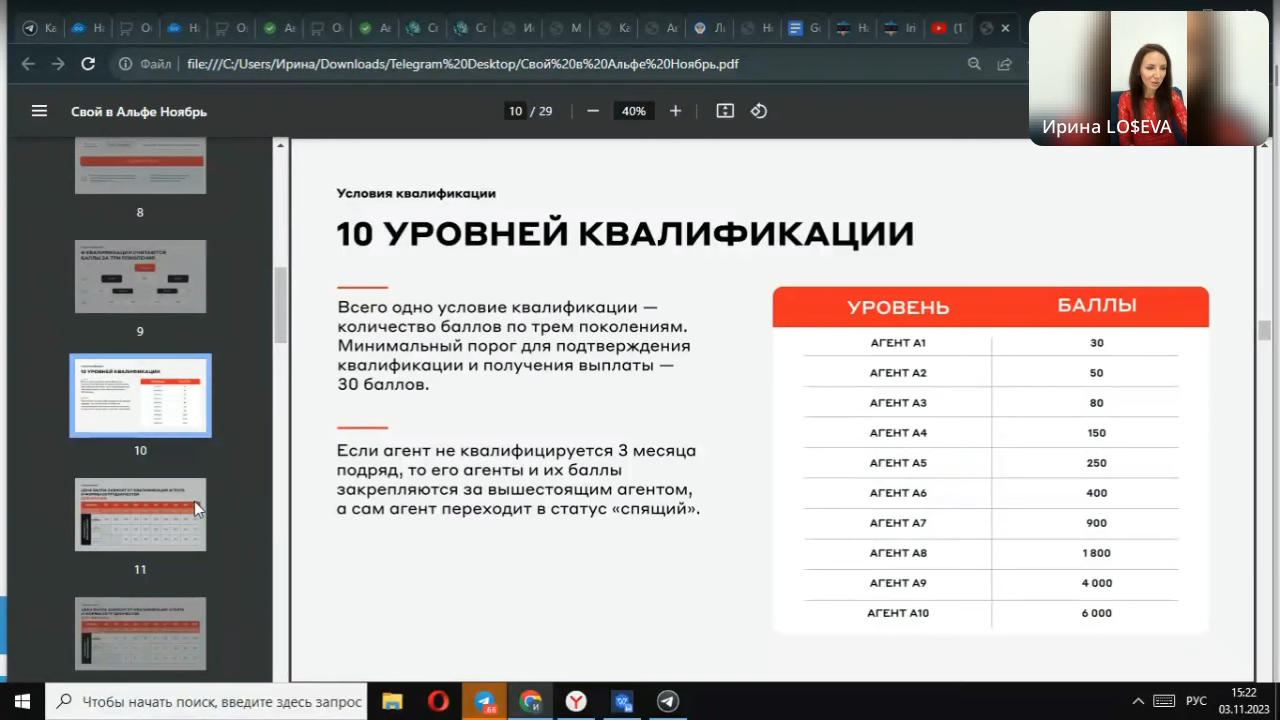 Файл
file:///C:/Users/Ирина/Downloads/Telegram%20Desktop/Свой%20в%20Альфе%20Ноябрь.pdf
Ирина LO$EVA
Свой в Альфе Ноябрь
10 / 29
40%
8
9
10
11
Условия квалификации
10 УРОВНЕЙ КВАЛИФИКАЦИИ
Всего одно условие квалификации —
количество баллов по трем поколениям.
Минимальный порог для подтверждения
квалификации и получения выплаты —
30 баллов.
Если агент не квалифицируется 3 месяца
подряд, то его агенты и их баллы
закрепляются за вышестоящим агентом,
а сам агент переходит в статус «спящий».
УРОВЕНЬ БАЛЛЫ
АГЕНТ А1 30
АГЕНТ А2 50
АГЕНТ А3 80
АГЕНТ А4 150
АГЕНТ А5 250
АГЕНТ А6 400
АГЕНТ А7 900
АГЕНТ А8 1 800
АГЕНТ А9 4 000
АГЕНТ А10 6 000
Чтобы начать поиск, введите здесь запрос
РУС
15:22
03.11.2023